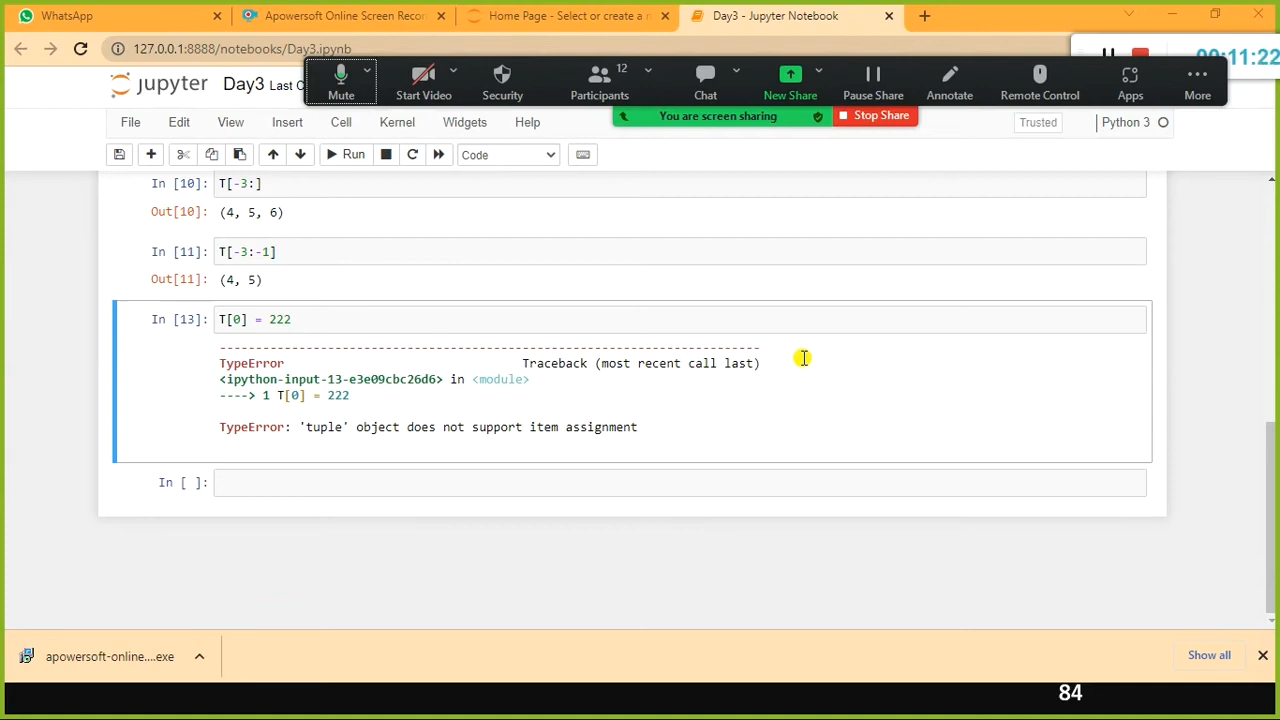 WhatsApp
Apowersoft Online Screen Recor
Home Page - Select or create a n
Day3 - Jupyter Notebook
127.0.0.1:8888/notebooks/Day3.ipynb
00:11:22
jupyter Day3 Last C
Mute
Start Video
Security
12
Participants
Chat
New Share
Pause Share
Annotate
Remote Control
Apps
More
You are screen sharing
Stop Share
File Edit View Insert Cell Kernel Widgets Help
Trusted
Python 3
Run
Code
In [10]: T[-3:]
Out[10]: (4, 5, 6)
In [11]: T[-3:-1]
Out[11]: (4, 5)
In [13]: T[0] = 222
---------------------------------------------------------------------------
TypeError Traceback (most recent call last)
<ipython-input-13-e3e09cbc26d6> in <module>
----> 1 T[0] = 222
TypeError: 'tuple' object does not support item assignment
In [ ]:
apowersoft-online....exe
Show all
84